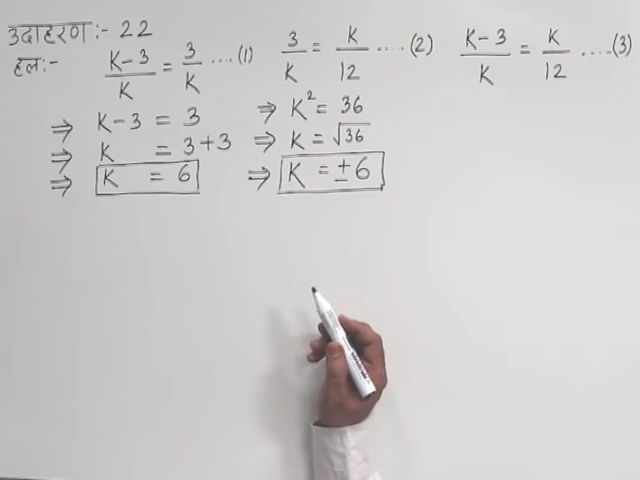 उदाहरण:- 22
हल:- K-3/K = 3/K ....(1) 3/K = K/12 ....(2) K-3/K = K/12 ....(3)
⇒ K-3 = 3 ⇒ K² = 36
⇒ K = 3+3 ⇒ K = √36
⇒ K = 6 ⇒ K = ±6